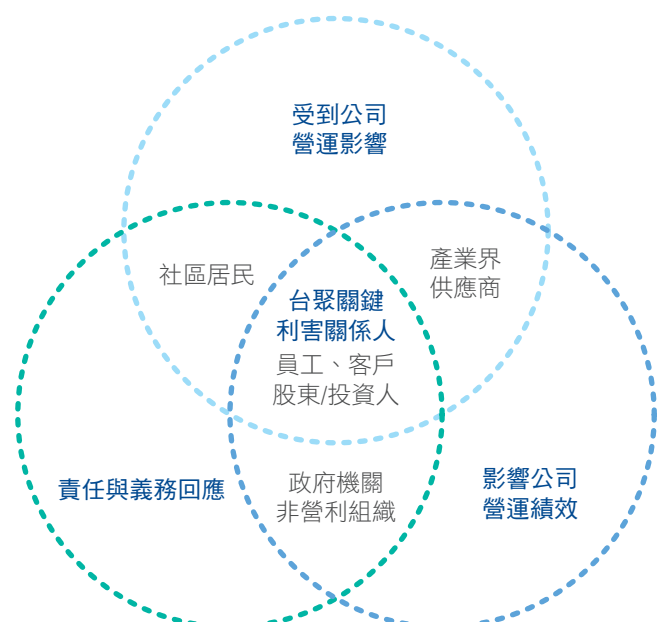 受到公司
營運影響
社區居民
產業界
供應商
台聚關鍵
利害關係人
員工、客戶
股東/投資人
責任與義務回應
政府機關
非營利組織
影響公司
營運績效